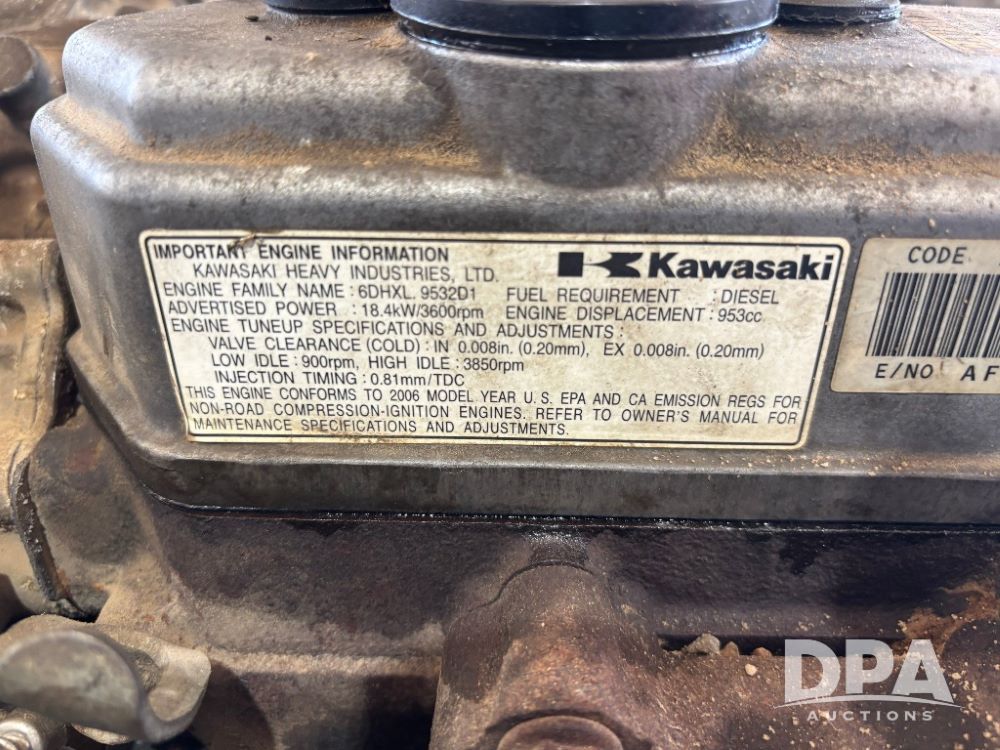 IMPORTANT ENGINE INFORMATION
KAWASAKI HEAVY INDUSTRIES, LTD.
Kawasaki
ENGINE FAMILY NAME : 6DHXL. 9532D1 FUEL REQUIREMENT : DIESEL
ADVERTISED POWER : 18.4kW/3600rpm ENGINE DISPLACEMENT : 953cc
ENGINE TUNEUP SPECIFICATIONS AND ADJUSTMENTS :
VALVE CLEARANCE (COLD) : IN 0.008in. (0.20mm), EX 0.008in. (0.20mm)
LOW IDLE : 900rpm, HIGH IDLE : 3850rpm
INJECTION TIMING : 0.81mm/TDC
THIS ENGINE CONFORMS TO 2006 MODEL YEAR U.S. EPA AND CA EMISSION REGS FOR
NON-ROAD COMPRESSION-IGNITION ENGINES. REFER TO OWNER'S MANUAL FOR
MAINTENANCE SPECIFICATIONS AND ADJUSTMENTS.
CODE
E/NO AF
DPA
AUCTIONS